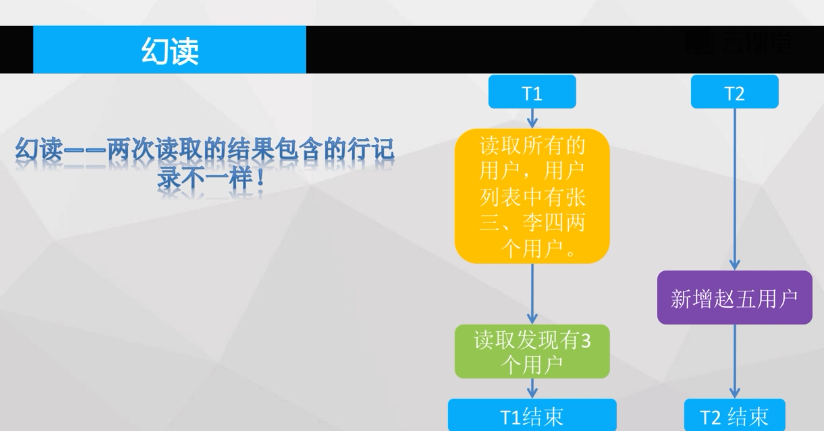 幻读
幻读——两次读取的结果包含的行记
录不一样！
T1
读取所有的
用户，用户
列表中有张
三、李四两
个用户。
读取发现有3
个用户
T1结束
T2
新增赵五用户
T2 结束